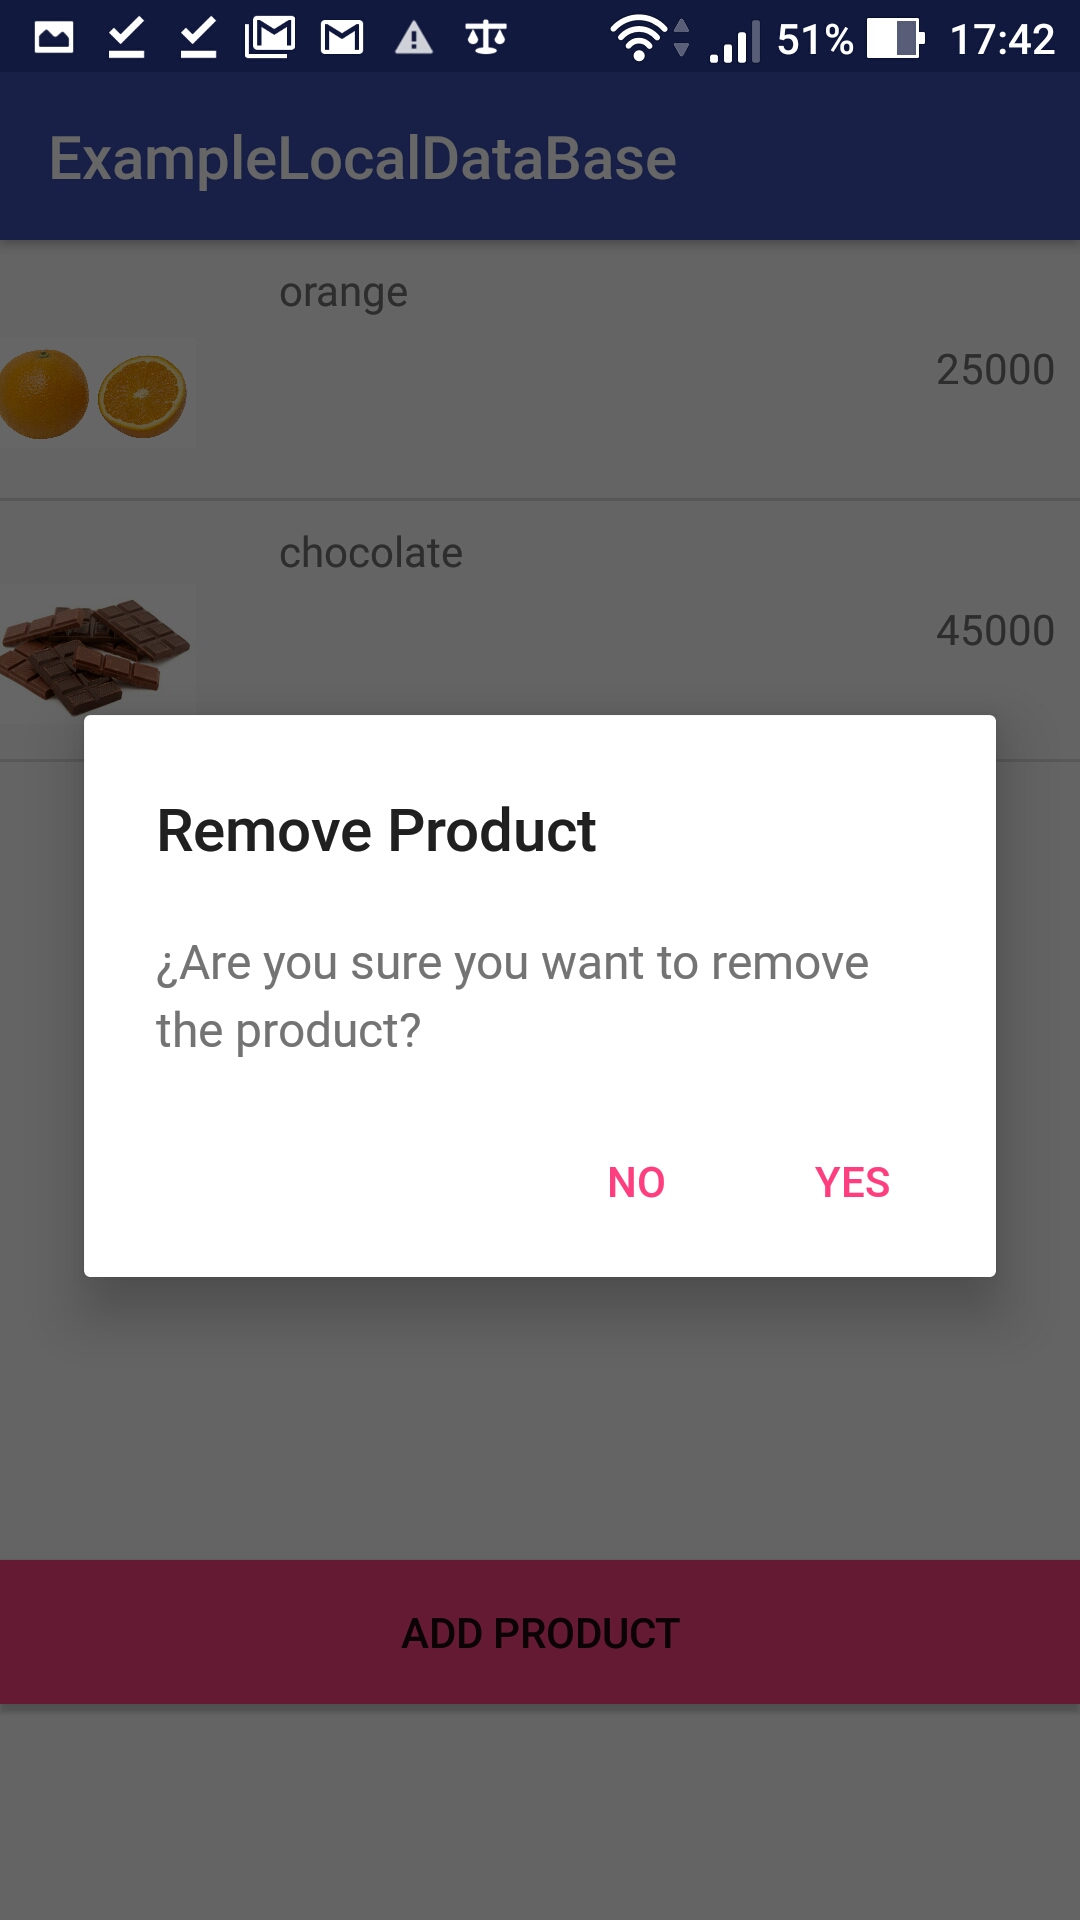 51% 17:42
ExampleLocalDataBase
orange
25000
chocolate
45000
Remove Product
¿Are you sure you want to remove
the product?
NO YES
ADD PRODUCT